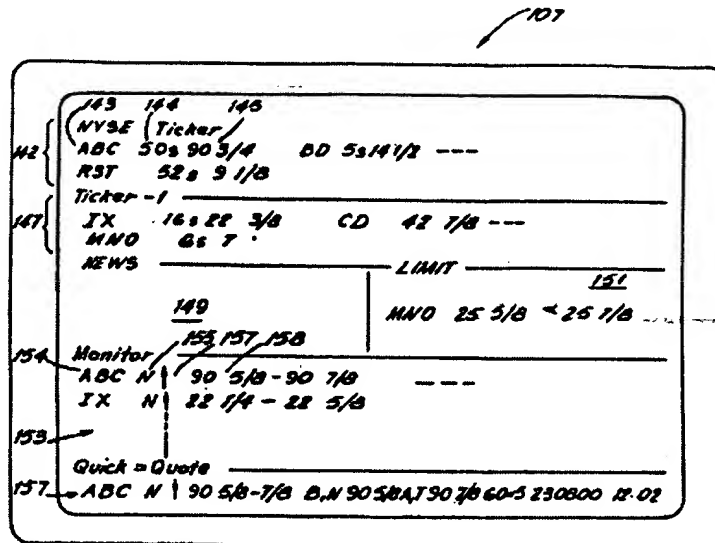 107
143 144 145
NYSE Ticker
142 ABC 50s 90 3/4 BD 5s 14 1/2 ---
RST 52s 9 1/8
Ticker-1
147 IX 16s 22 3/8 CD 42 7/8 ---
MNO 6s 7
NEWS LIMIT
151
149 MNO 25 5/8 < 25 7/8
155 157 158
Monitor
154 ABC N 90 5/8-90 7/8 ---
IX N 22 1/4 - 22 5/8
153
Quick=Quote
157 ABC N 90 5/8-7/8 B,N 90 5/8 A,T 90 7/8 60-5 230800 12.02